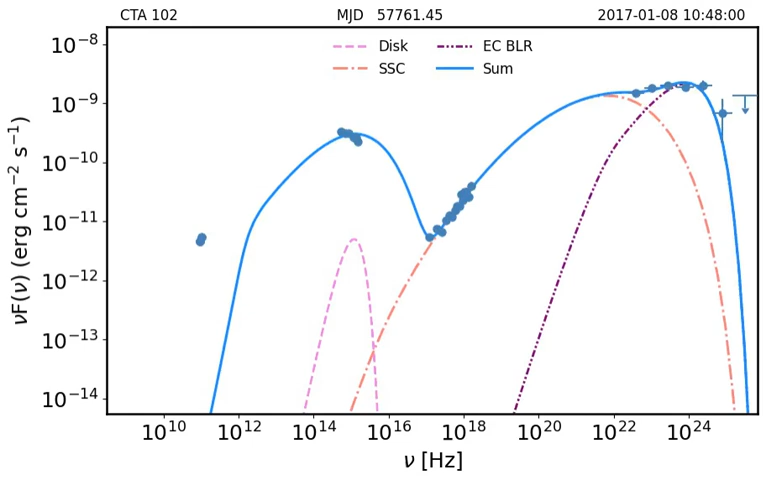 CTA 102 MJD 57761.45 2017-01-08 10:48:00
Disk EC BLR
SSC Sum
10⁻⁸
10⁻⁹
10⁻¹⁰
10⁻¹¹
10⁻¹²
10⁻¹³
10⁻¹⁴
νF(ν) (erg cm⁻² s⁻¹)
10¹⁰ 10¹² 10¹⁴ 10¹⁶ 10¹⁸ 10²⁰ 10²² 10²⁴
ν [Hz]